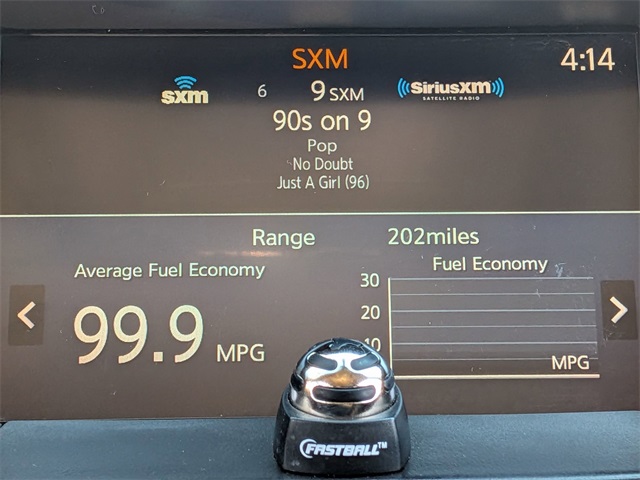 SXM
4:14
sxm
6
9 SXM
SiriusXM
SATELLITE RADIO
90s on 9
Pop
No Doubt
Just A Girl (96)
Range
202miles
Average Fuel Economy
99.9 MPG
Fuel Economy
30
20
10
MPG
FASTBALL™